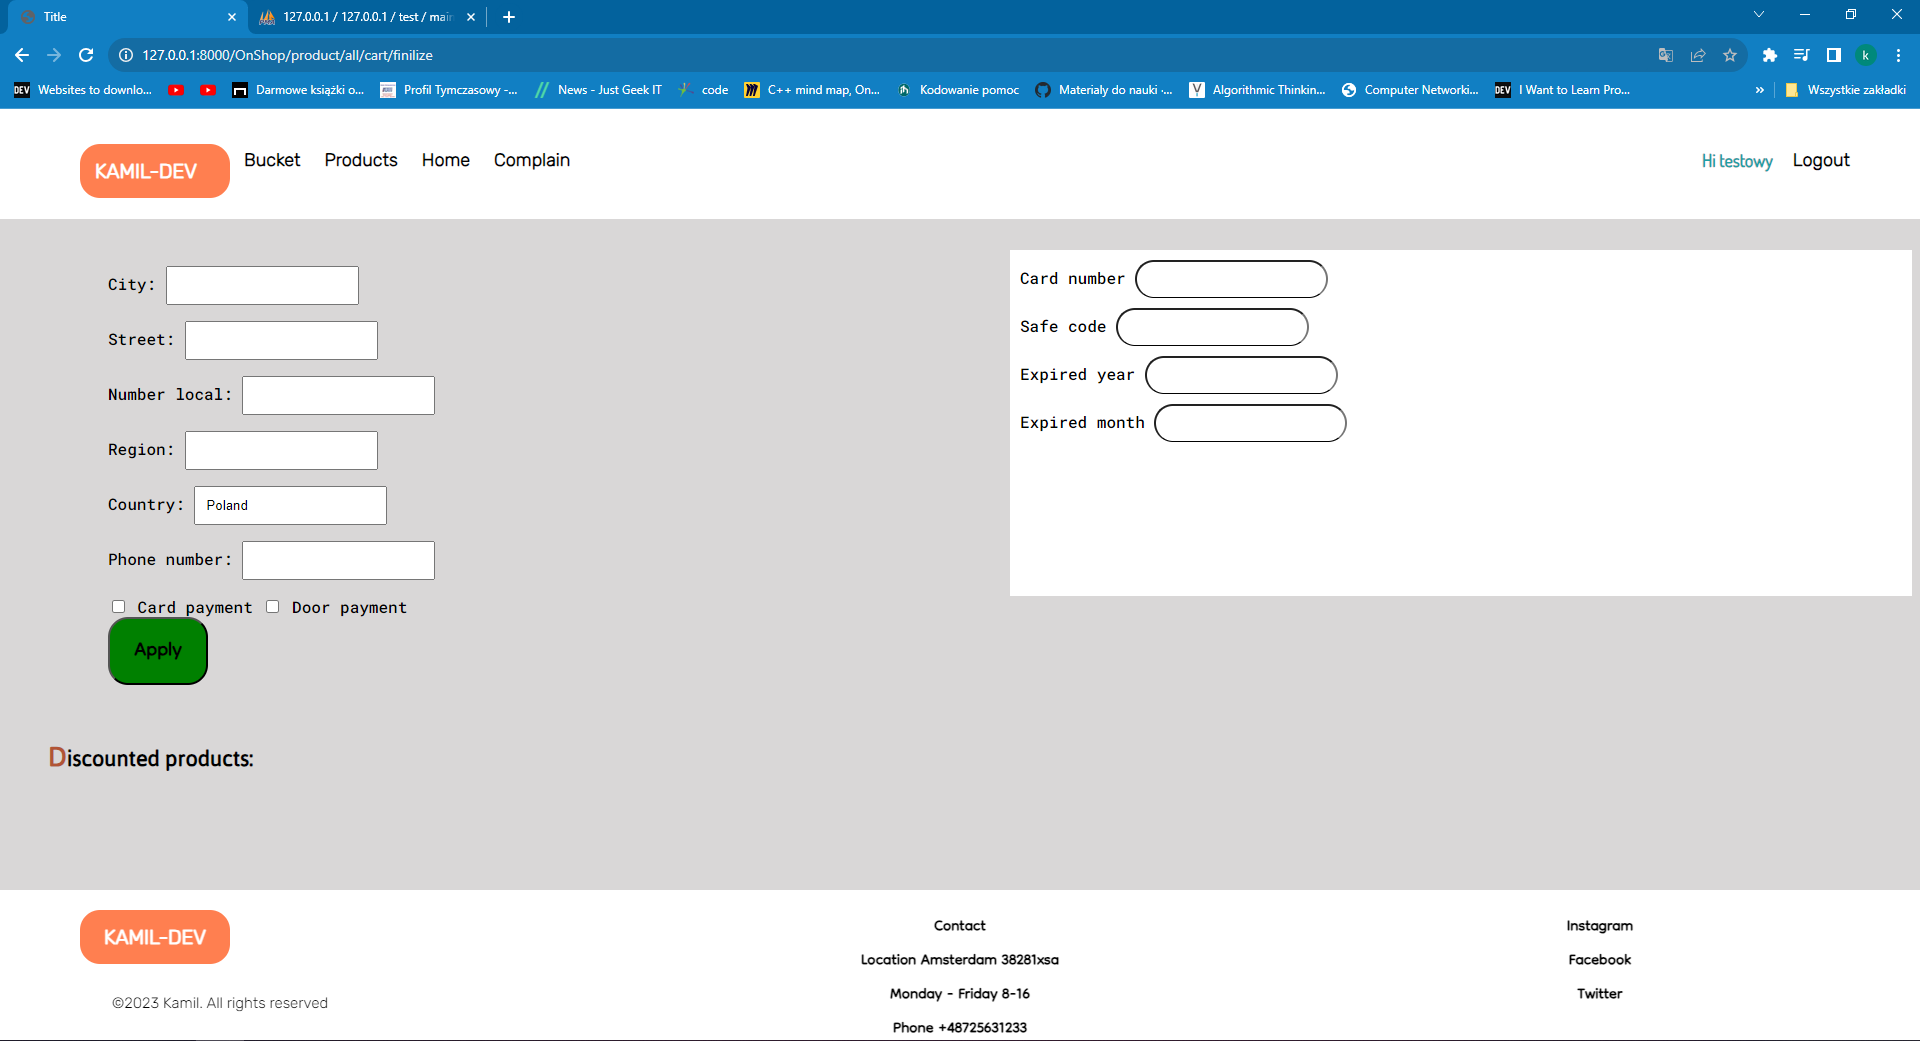 Title
127.0.0.1 / 127.0.0.1 / test / main
127.0.0.1:8000/OnShop/product/all/cart/finilize
k
DEV Websites to downlo...
Darmowe książki o...
Profil Tymczasowy -...
News - Just Geek IT
code
C++ mind map, On...
Kodowanie pomoc
Materialy do nauki -...
Algorithmic Thinkin...
Computer Networki...
DEV I Want to Learn Pro...
»
Wszystkie zakładki
KAMIL-DEV
Bucket
Products
Home
Complain
Hi testowy
Logout
City:
Street:
Number local:
Region:
Country: Poland
Phone number:
Card payment Door payment
Apply
Card number
Safe code
Expired year
Expired month
Discounted products:
KAMIL-DEV
©2023 Kamil. All rights reserved
Contact
Location Amsterdam 38281xsa
Monday - Friday 8-16
Phone +48725631233
Instagram
Facebook
Twitter